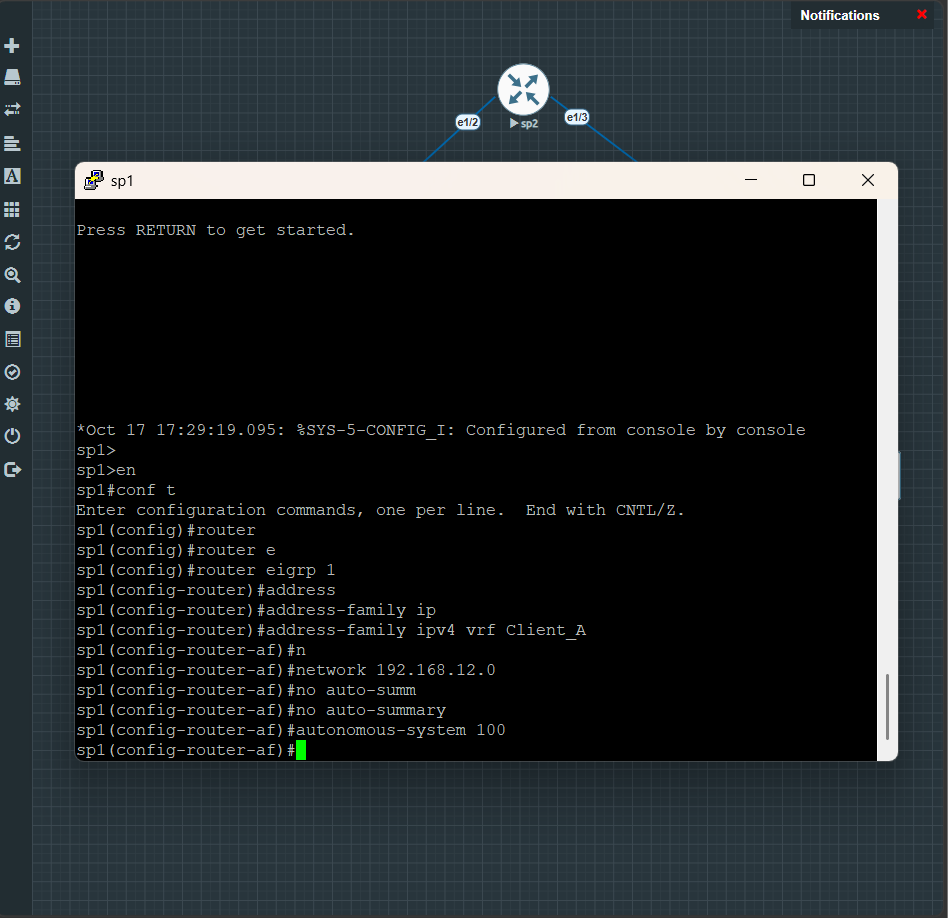 Notifications
e1/2
e1/3
sp2
sp1
Press RETURN to get started.
*Oct 17 17:29:19.095: %SYS-5-CONFIG_I: Configured from console by console
sp1>
sp1>en
sp1#conf t
Enter configuration commands, one per line.  End with CNTL/Z.
sp1(config)#router
sp1(config)#router e
sp1(config)#router eigrp 1
sp1(config-router)#address
sp1(config-router)#address-family ip
sp1(config-router)#address-family ipv4 vrf Client_A
sp1(config-router-af)#n
sp1(config-router-af)#network 192.168.12.0
sp1(config-router-af)#no auto-summ
sp1(config-router-af)#no auto-summary
sp1(config-router-af)#autonomous-system 100
sp1(config-router-af)#